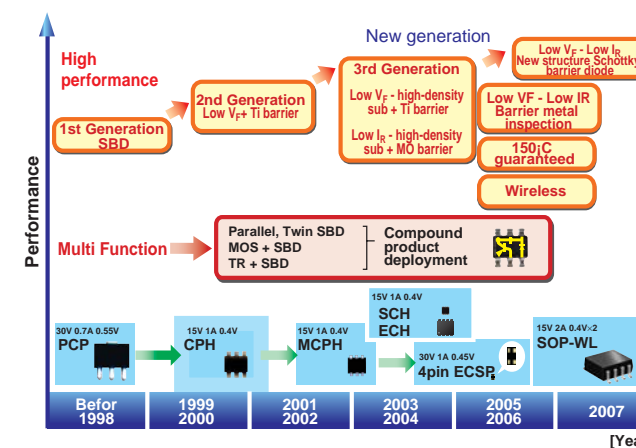 New generation
High
performance
1st Generation
SBD
2nd Generation
Low VF+ Ti barrier
3rd Generation
Low VF - high-density
sub + Ti barrier
Low IR - high-density
sub + MO barrier
Low VF - Low IR
New structure Schottky
barrier diode
Low VF - Low IR
Barrier metal
inspection
150¡C
guaranteed
Wireless
Performance
Multi Function
Parallel, Twin SBD
MOS + SBD
TR + SBD
Compound
product
deployment
30V 0.7A 0.55V
PCP
15V 1A 0.4V
CPH
15V 1A 0.4V
MCPH
15V 1A 0.4V
SCH
ECH
30V 1A 0.45V
4pin ECSP
15V 2A 0.4V×2
SOP-WL
Befor
1998
1999
2000
2001
2002
2003
2004
2005
2006
2007
[Yea